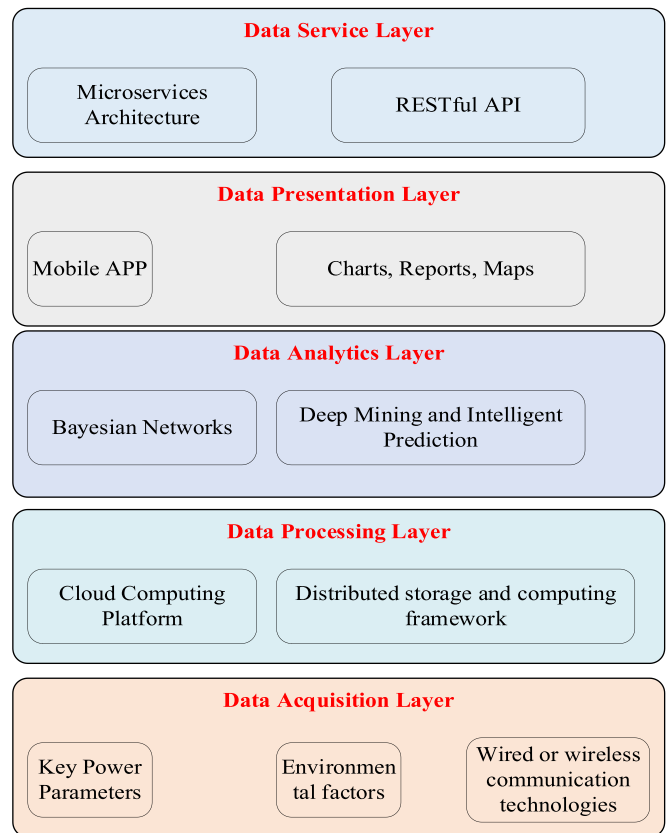 Data Service Layer
Microservices
Architecture
RESTful API
Data Presentation Layer
Mobile APP
Charts, Reports, Maps
Data Analytics Layer
Bayesian Networks
Deep Mining and Intelligent
Prediction
Data Processing Layer
Cloud Computing
Platform
Distributed storage and computing
framework
Data Acquisition Layer
Key Power
Parameters
Environmen
tal factors
Wired or wireless
communication
technologies